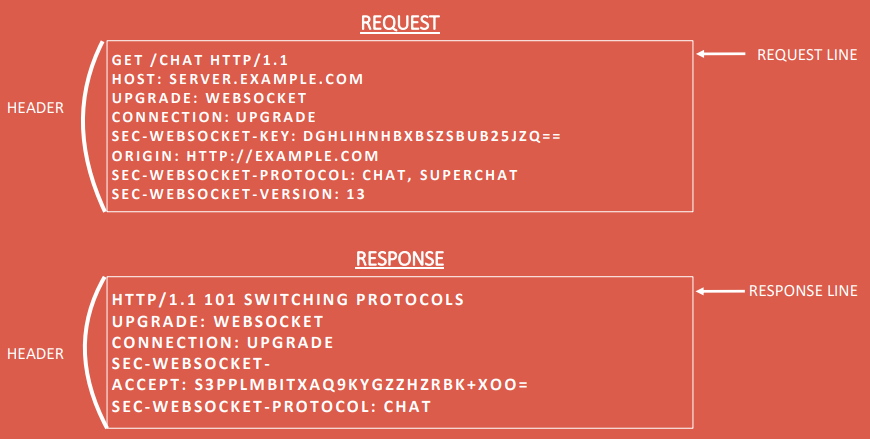 REQUEST
GET /CHAT HTTP/1.1
REQUEST LINE
HOST: SERVER.EXAMPLE.COM
UPGRADE: WEBSOCKET
HEADER
CONNECTION: UPGRADE
SEC-WEBSOCKET-KEY: DGHLIHNHBXBSZSBUB25JZQ==
ORIGIN: HTTP://EXAMPLE.COM
SEC-WEBSOCKET-PROTOCOL: CHAT, SUPERCHAT
SEC-WEBSOCKET-VERSION: 13
RESPONSE
HTTP/1.1 101 SWITCHING PROTOCOLS
RESPONSE LINE
UPGRADE: WEBSOCKET
CONNECTION: UPGRADE
HEADER
SEC-WEBSOCKET-
ACCEPT: S3PPLMBITXAQ9KYGZZHZRBK+XOO=
SEC-WEBSOCKET-PROTOCOL: CHAT